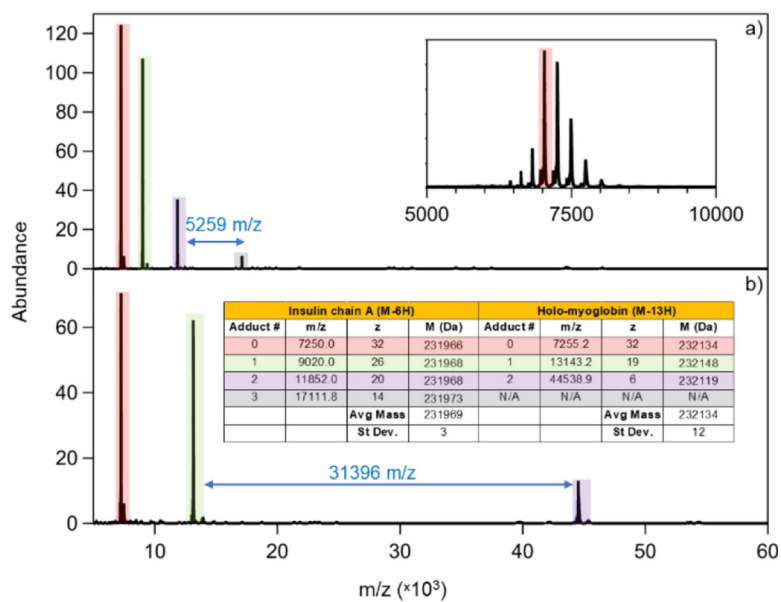 a)
120
100
80
60
40
20
0
Abundance
5259 m/z
5000 7500 10000
b)
60
40
20
0
Insulin chain A (M-6H) Holo-myoglobin (M-13H)
Adduct # m/z z M (Da) Adduct # m/z z M (Da)
0 7250.0 32 231966 0 7255.2 32 232134
1 9020.0 26 231968 1 13143.2 19 232148
2 11852.0 20 231968 2 44538.9 6 232119
3 17111.8 14 231973 N/A N/A N/A N/A
Avg Mass 231969 Avg Mass 232134
St Dev. 3 St Dev. 12
31396 m/z
10 20 30 40 50 60
m/z (×10³)